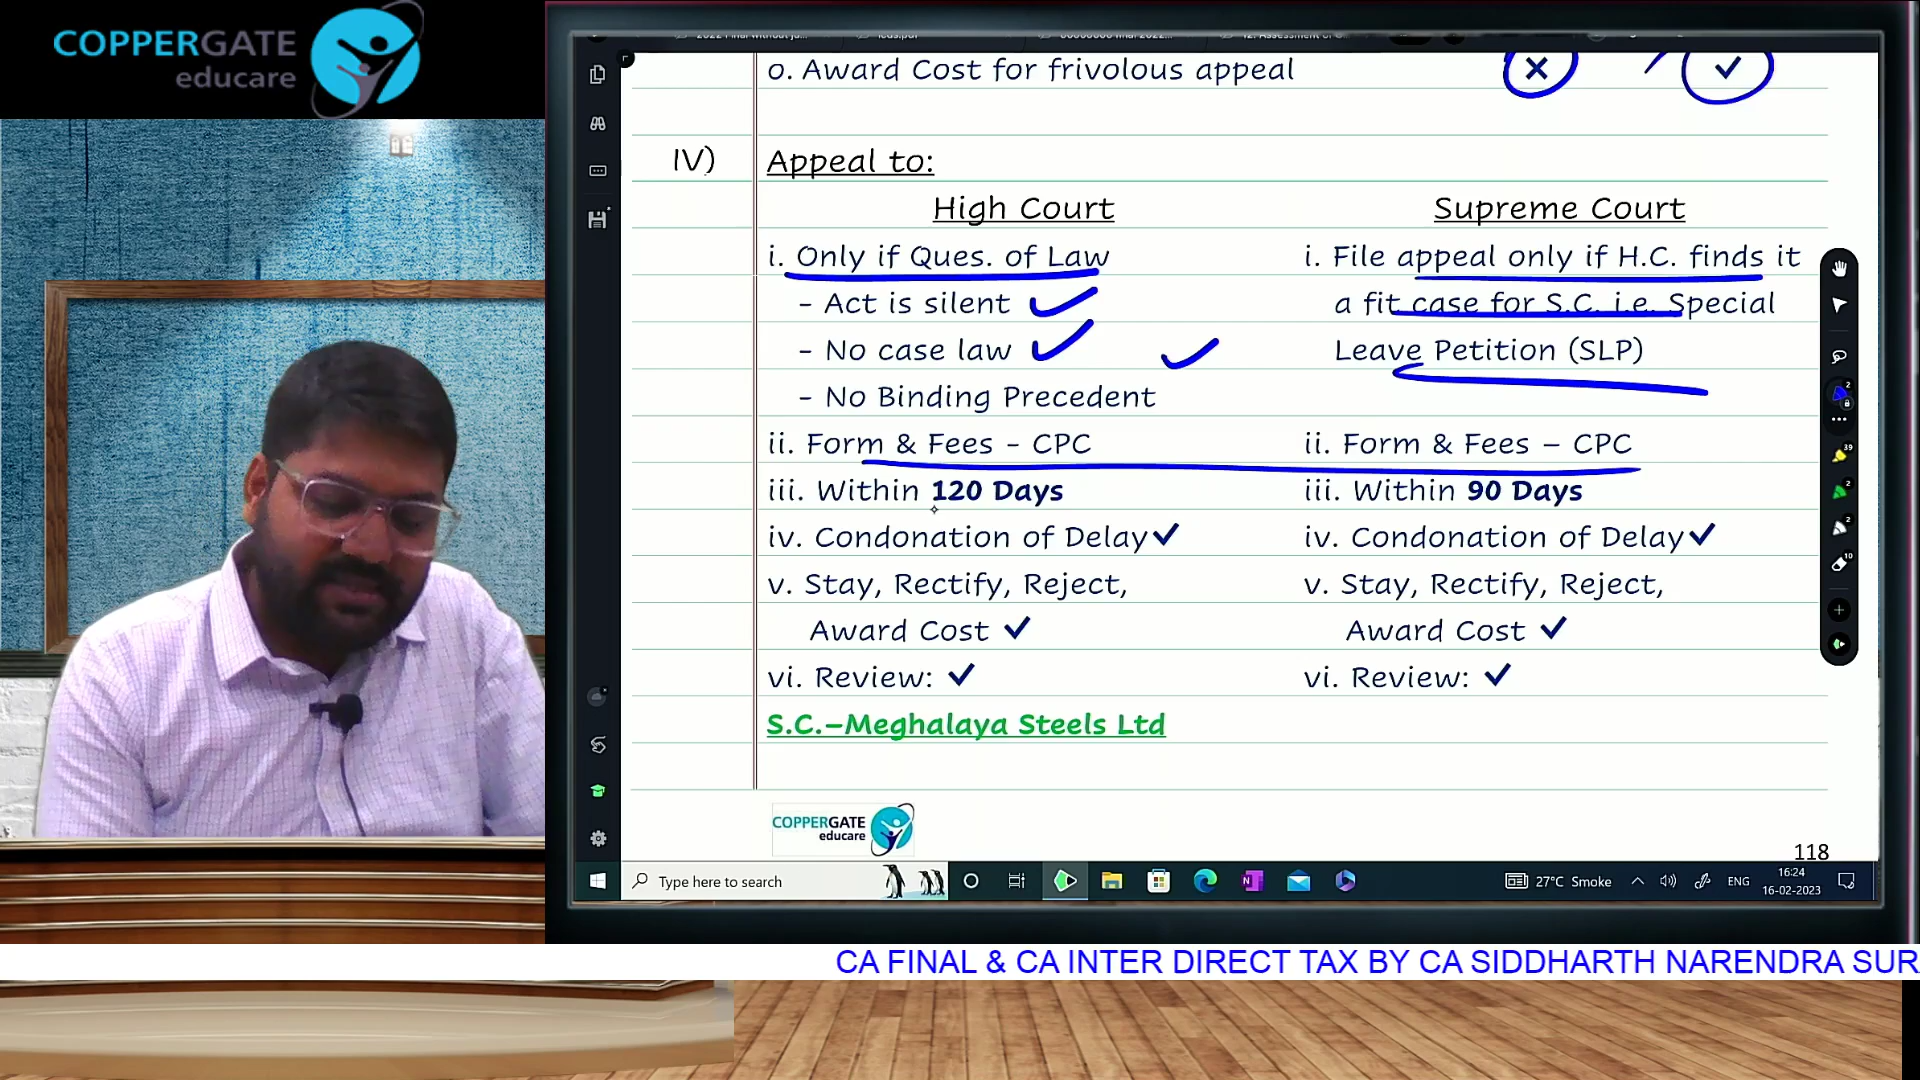 COPPERGATE
educare
o. Award Cost for frivolous appeal
IV) Appeal to:
High Court
i. Only if Ques. of Law
- Act is silent
- No case law
- No Binding Precedent
ii. Form & Fees - CPC
iii. Within 120 Days
iv. Condonation of Delay
v. Stay, Rectify, Reject,
Award Cost
vi. Review:
S.C.–Meghalaya Steels Ltd
Supreme Court
i. File appeal only if H.C. finds it
a fit case for S.C. i.e. Special
Leave Petition (SLP)
ii. Form & Fees – CPC
iii. Within 90 Days
iv. Condonation of Delay
v. Stay, Rectify, Reject,
Award Cost
vi. Review:
COPPERGATE
educare
118
Type here to search
27°C Smoke
ENG
16:24
16-02-2023
CA FINAL & CA INTER DIRECT TAX BY CA SIDDHARTH NARENDRA SUR